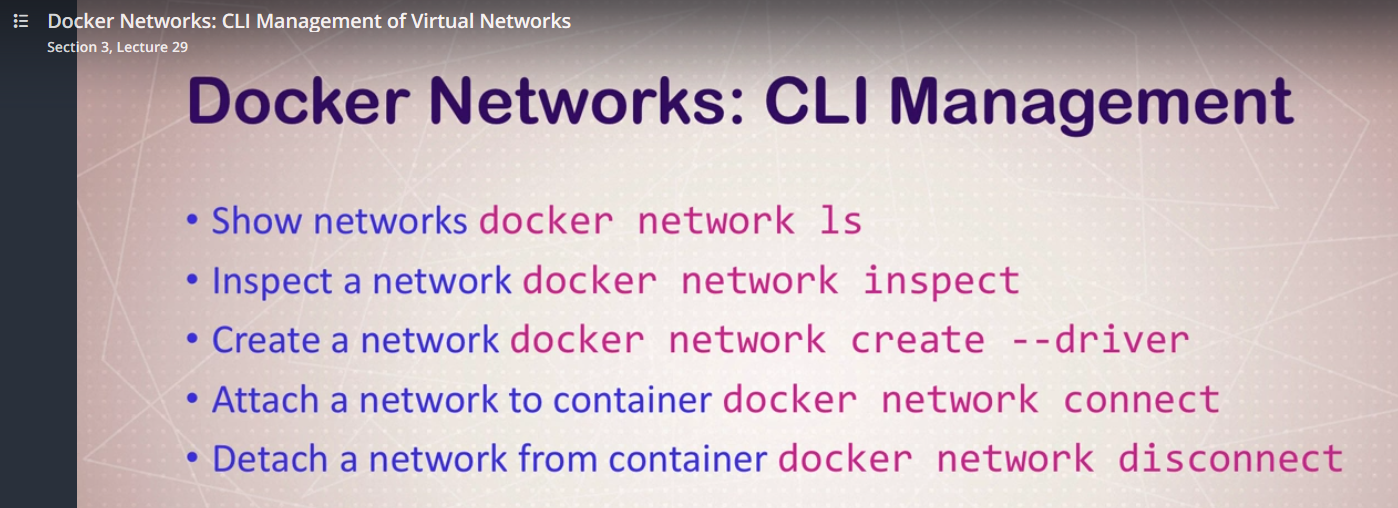 Docker Networks: CLI Management of Virtual Networks
Section 3, Lecture 29
Docker Networks: CLI Management
• Show networks docker network ls
• Inspect a network docker network inspect
• Create a network docker network create --driver
• Attach a network to container docker network connect
• Detach a network from container docker network disconnect